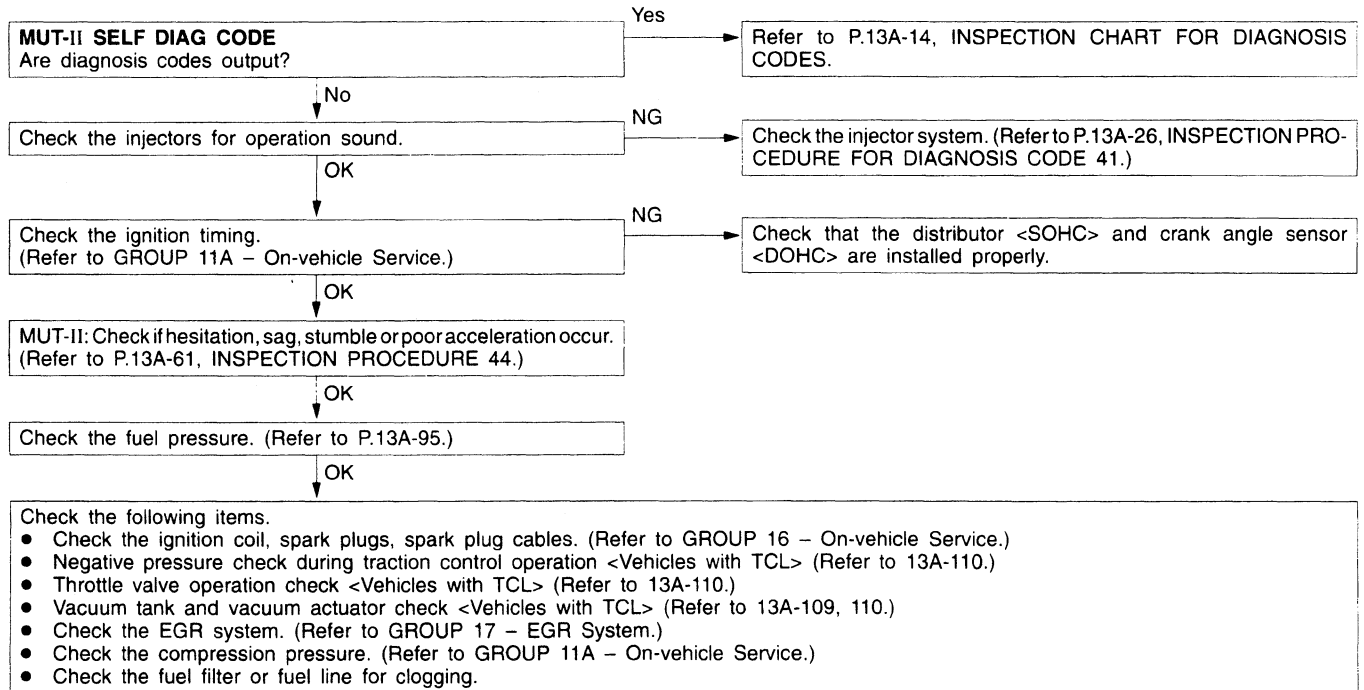 Yes
MUT-II SELF DIAG CODE
Are diagnosis codes output?
Refer to P.13A-14, INSPECTION CHART FOR DIAGNOSIS
CODES.
No
NG
Check the injectors for operation sound.
Check the injector system. (Refer to P.13A-26, INSPECTION PRO-
CEDURE FOR DIAGNOSIS CODE 41.)
OK
NG
Check the ignition timing.
(Refer to GROUP 11A – On-vehicle Service.)
Check that the distributor <SOHC> and crank angle sensor
<DOHC> are installed properly.
OK
MUT-II: Check if hesitation, sag, stumble or poor acceleration occur.
(Refer to P.13A-61, INSPECTION PROCEDURE 44.)
OK
Check the fuel pressure. (Refer to P.13A-95.)
OK
Check the following items.
● Check the ignition coil, spark plugs, spark plug cables. (Refer to GROUP 16 – On-vehicle Service.)
● Negative pressure check during traction control operation <Vehicles with TCL> (Refer to 13A-110.)
● Throttle valve operation check <Vehicles with TCL> (Refer to 13A-110.)
● Vacuum tank and vacuum actuator check <Vehicles with TCL> (Refer to 13A-109, 110.)
● Check the EGR system. (Refer to GROUP 17 – EGR System.)
● Check the compression pressure. (Refer to GROUP 11A – On-vehicle Service.)
● Check the fuel filter or fuel line for clogging.